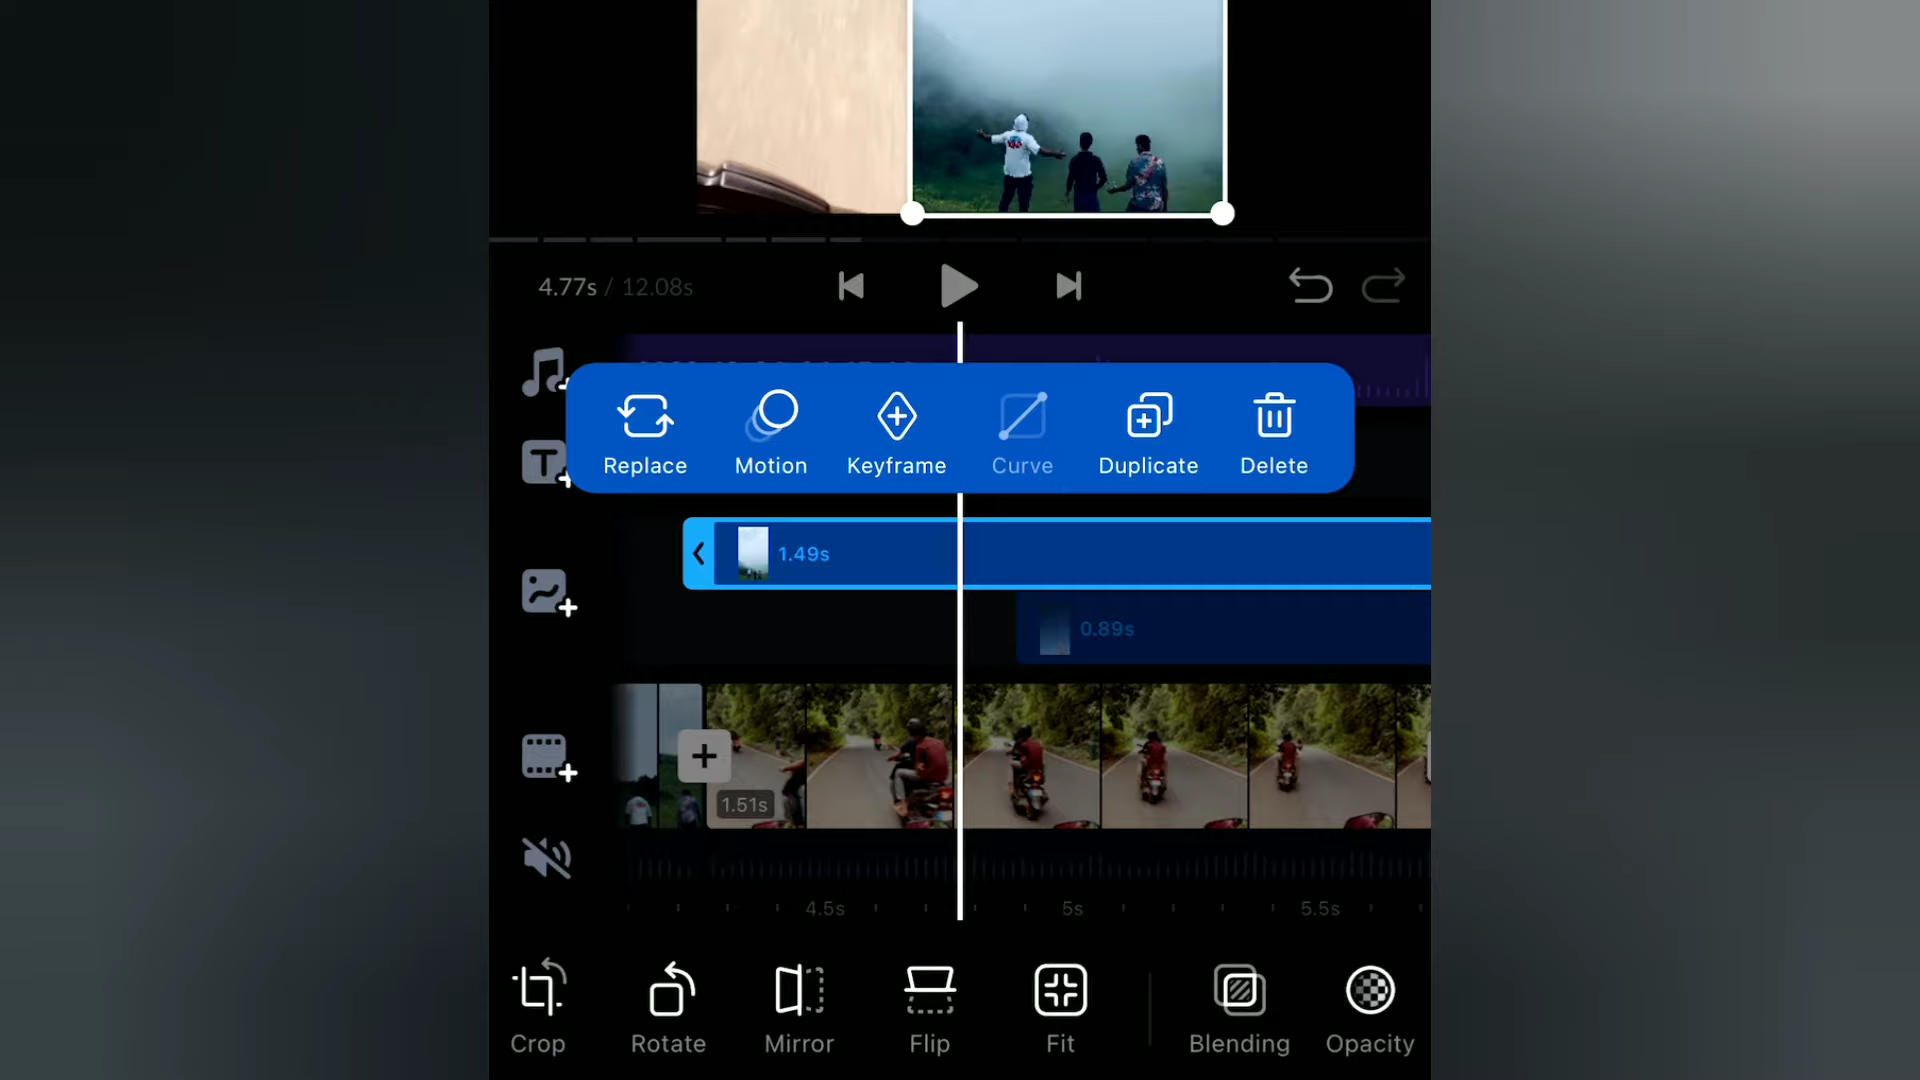 4.77s / 12.08s
Replace
Motion
Keyframe
Curve
Duplicate
Delete
T
1.49s
0.89s
1.51s
4.5s
5s
5.5s
Crop
Rotate
Mirror
Flip
Fit
Blending
Opacity